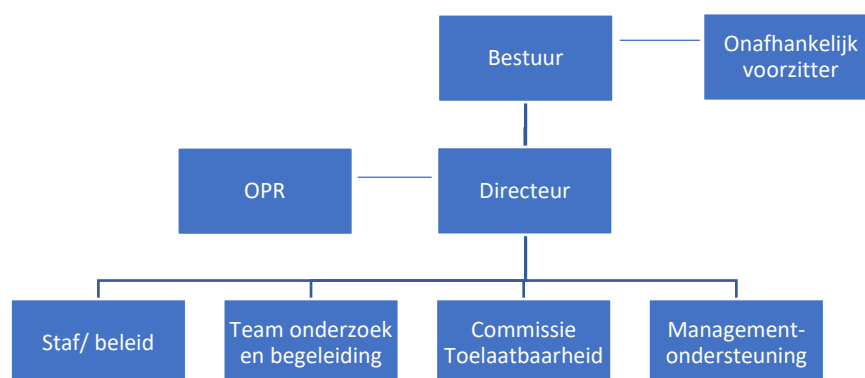 Bestuur
Onafhankelijk
voorzitter
OPR
Directeur
Staf/ beleid
Team onderzoek
en begeleiding
Commissie
Toelaatbaarheid
Management-
ondersteuning